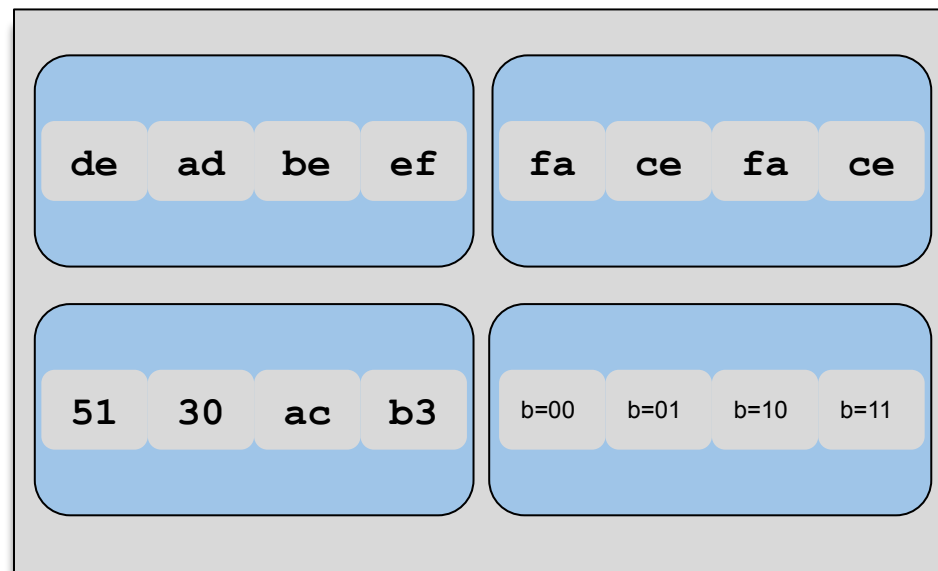 de ad be ef
fa ce fa ce
51 30 ac b3
b=00 b=01 b=10 b=11